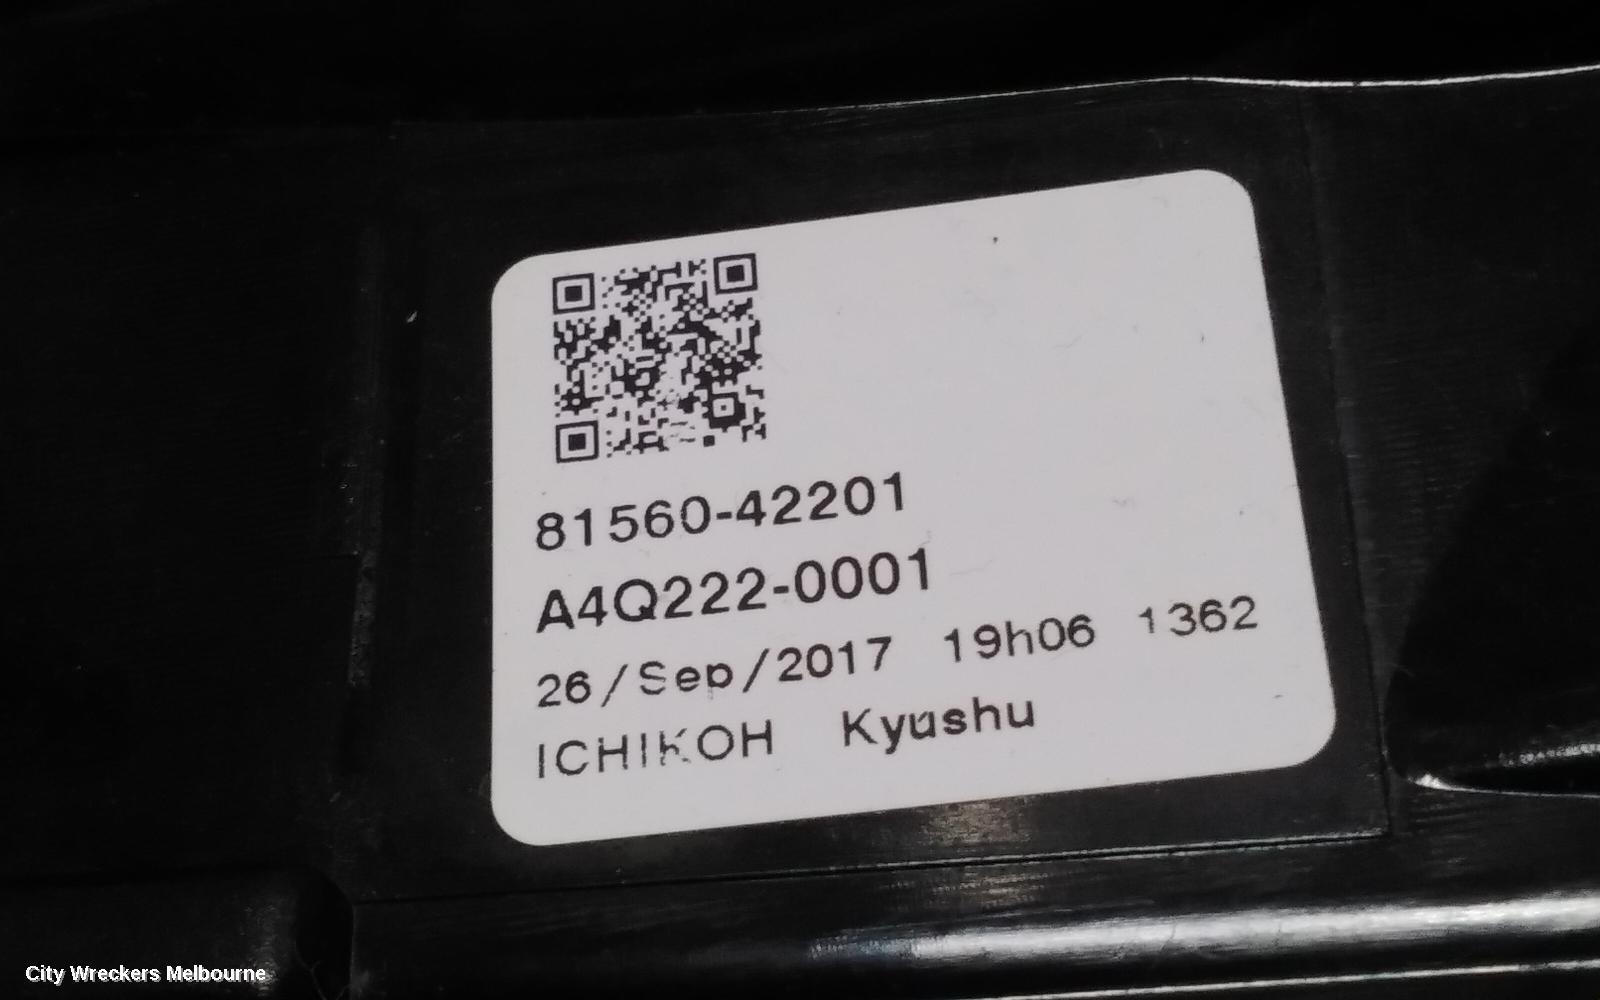 81560-42201
A4Q222-0001
26/Sep/2017 19h06 1362
ICHIKOH Kyushu
City Wreckers Melbourne